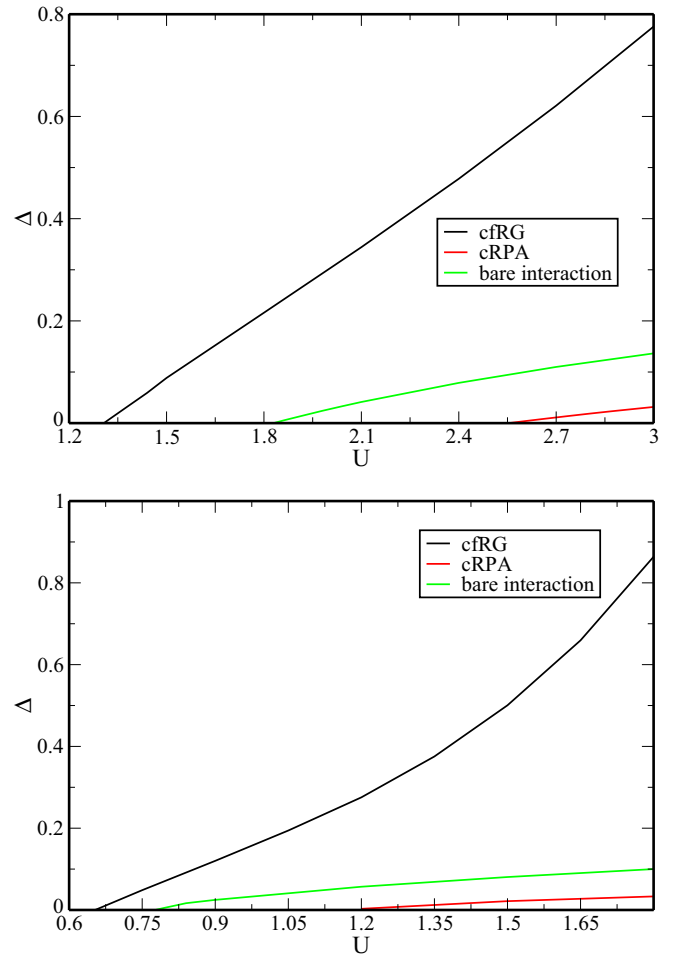 0.8
0.6
Δ
0.4
cfRG
cRPA
bare interaction
0.2
0
1.2 1.5 1.8 2.1 2.4 2.7 3
U
1
cfRG
cRPA
bare interaction
0.8
0.6
Δ
0.4
0.2
0
0.6 0.75 0.9 1.05 1.2 1.35 1.5 1.65
U